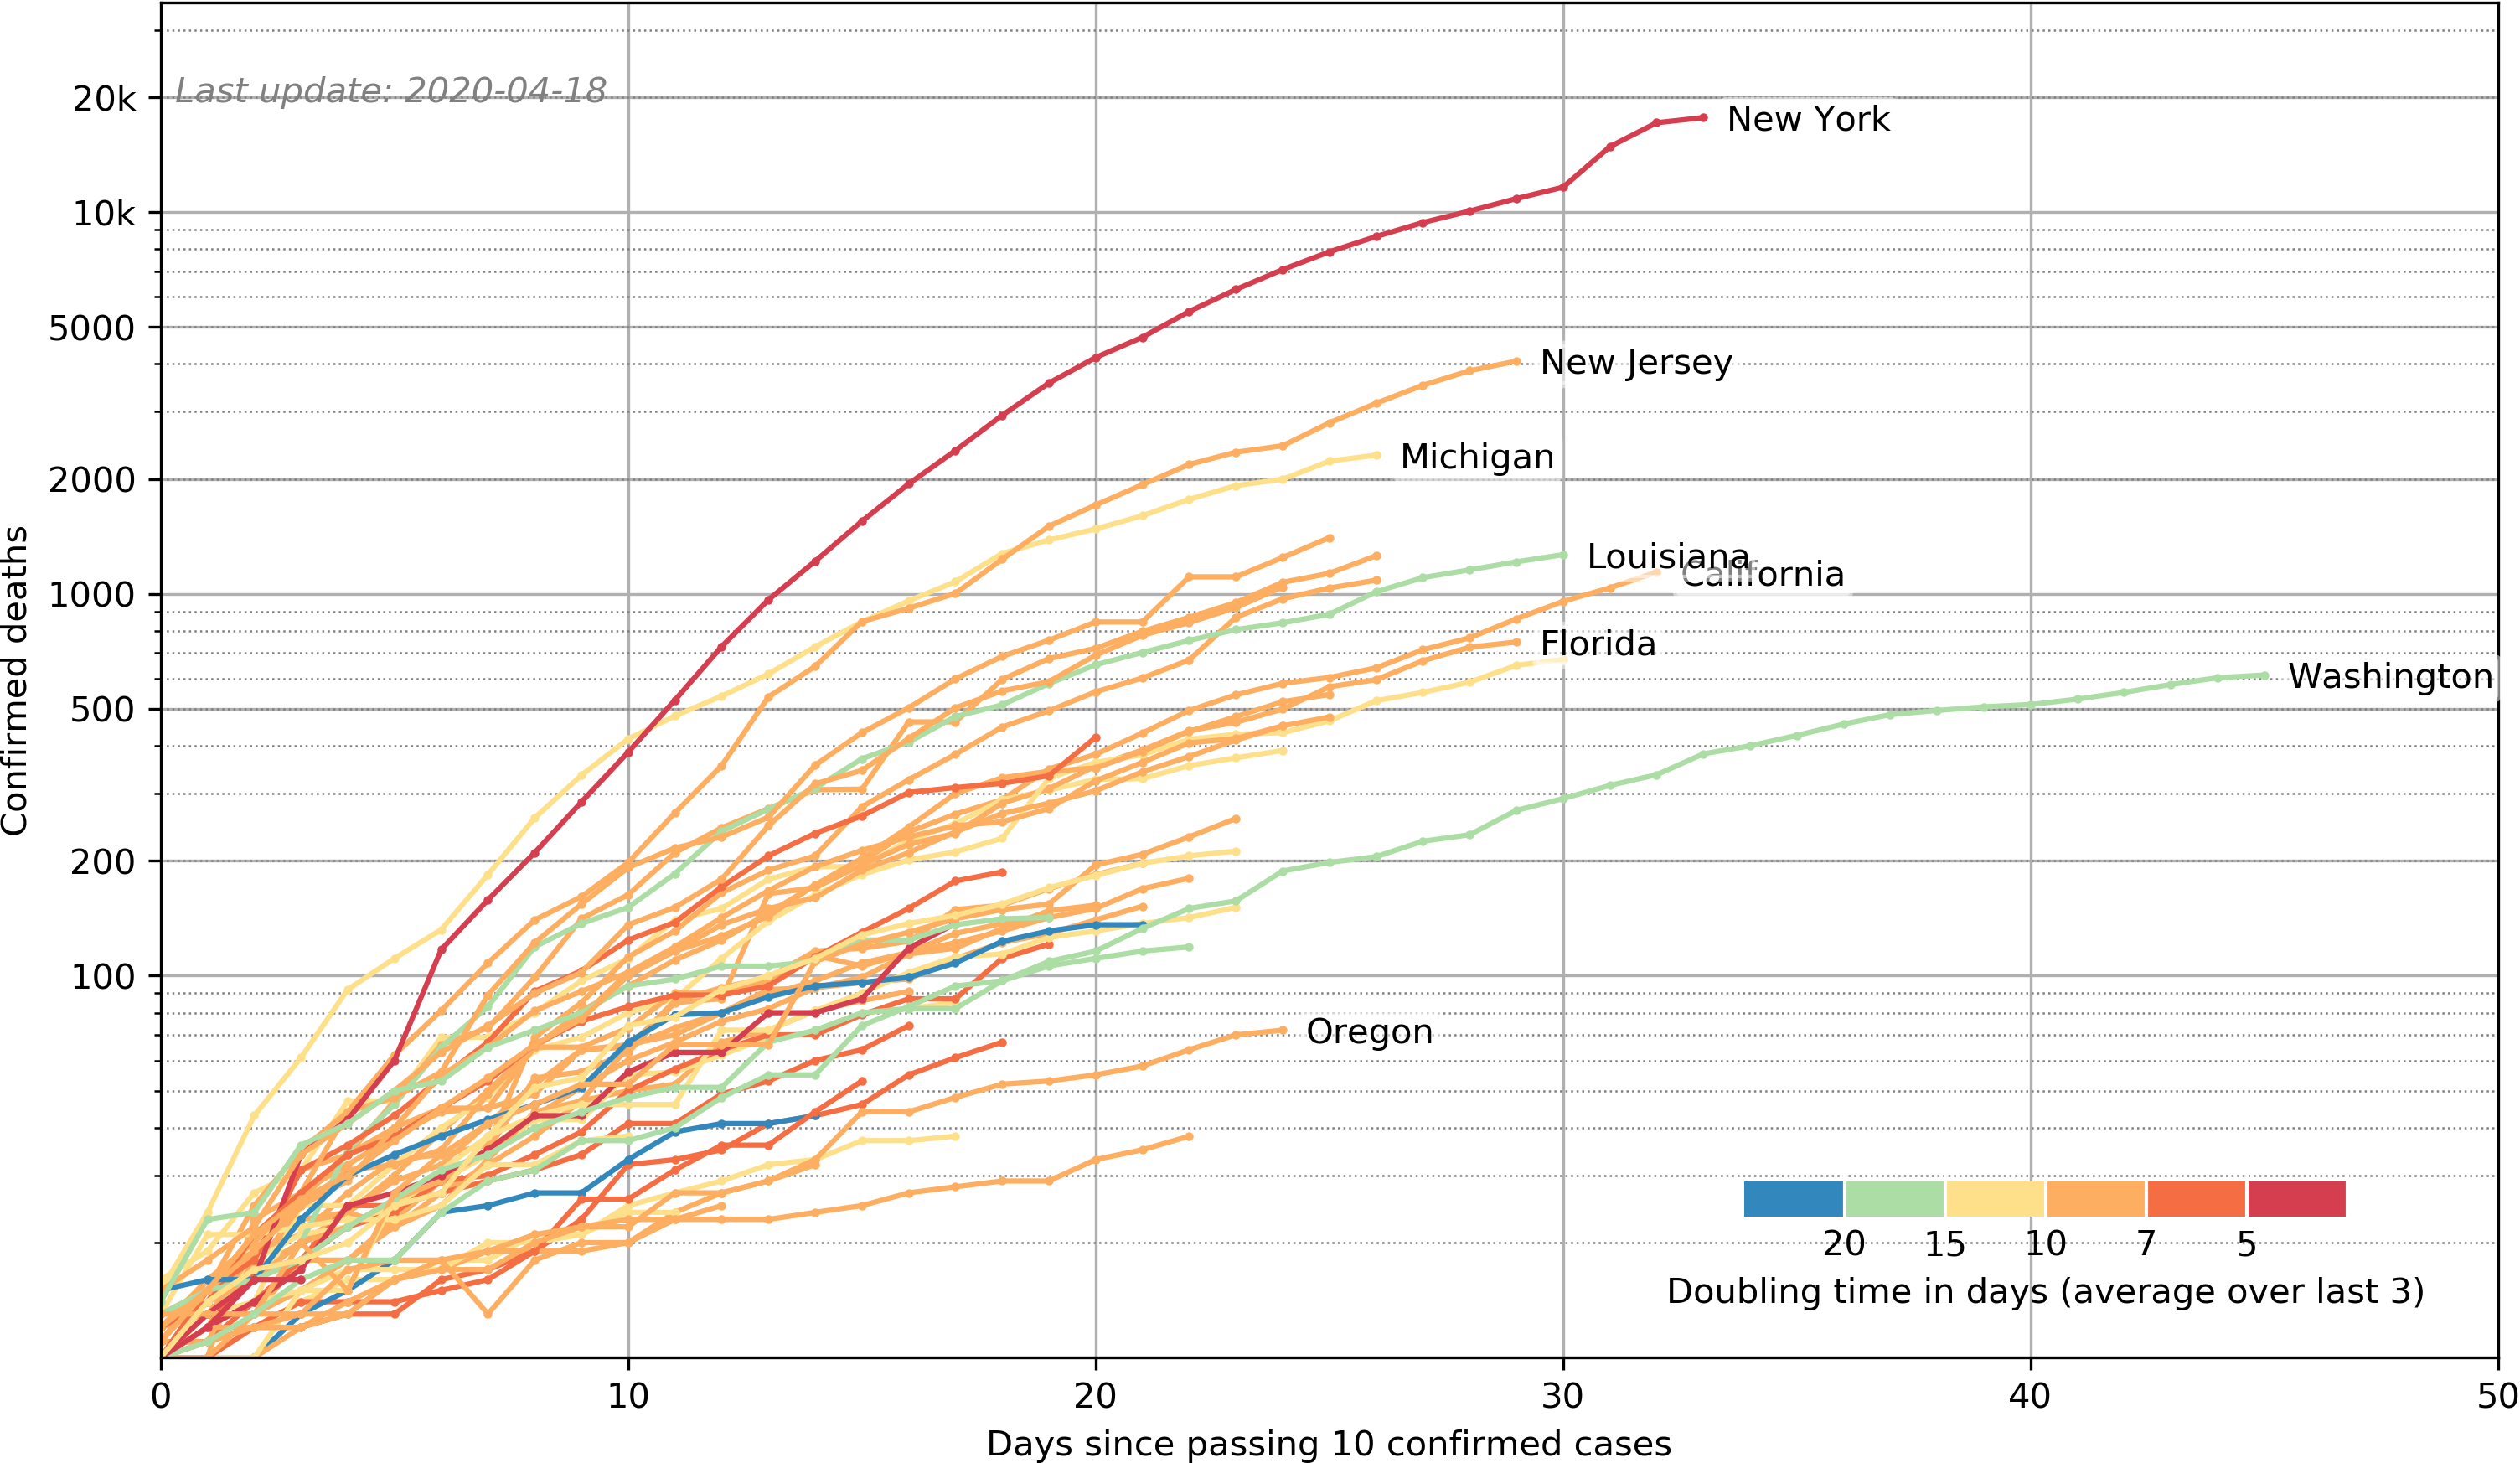 Last update: 2020-04-18
20k
10k
5000
2000
1000
500
200
100
Confirmed deaths
New York
New Jersey
Michigan
Louisiana
California
Florida
Washington
Oregon
20 15 10 7 5
Doubling time in days (average over last 3)
0 10 20 30 40 50
Days since passing 10 confirmed cases